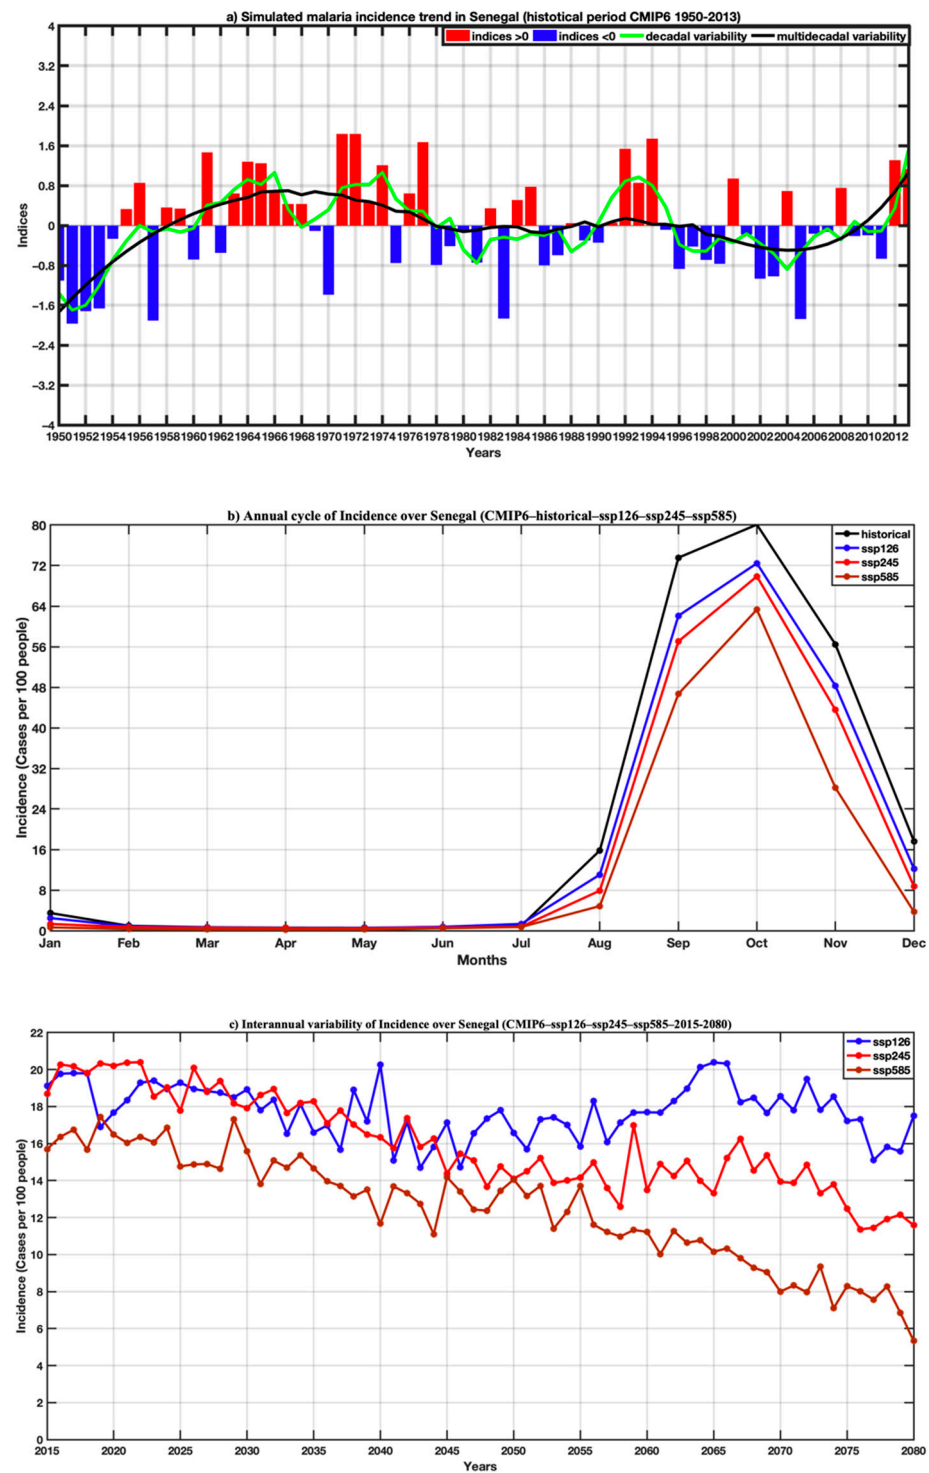 a) Simulated malaria incidence trend in Senegal (histotical period CMIP6 1950-2013)
indices >0 indices <0 decadal variability multidecadal variability
4
3.2
2.4
1.6
0.8
0
−0.8
−1.6
−2.4
−3.2
−4
Indices
1950 1952 1954 1956 1958 1960 1962 1964 1966 1968 1970 1972 1974 1976 1978 1980 1982 1984 1986 1988 1990 1992 1994 1996 1998 2000 2002 2004 2006 2008 2010 2012
Years
b) Annual cycle of Incidence over Senegal (CMIP6–historical–ssp126–ssp245–ssp585)
historical
ssp126
ssp245
ssp585
80
72
64
56
48
40
32
24
16
8
0
Incidence (Cases per 100 people)
Jan Feb Mar Apr May Jun Jul Aug Sep Oct Nov Dec
Months
c) Interannual variability of Incidence over Senegal (CMIP6–ssp126–ssp245–ssp585–2015-2080)
ssp126
ssp245
ssp585
22
20
18
16
14
12
10
8
6
4
2
0
Incidence (Cases per 100 people)
2015 2020 2025 2030 2035 2040 2045 2050 2055 2060 2065 2070 2075 2080
Years